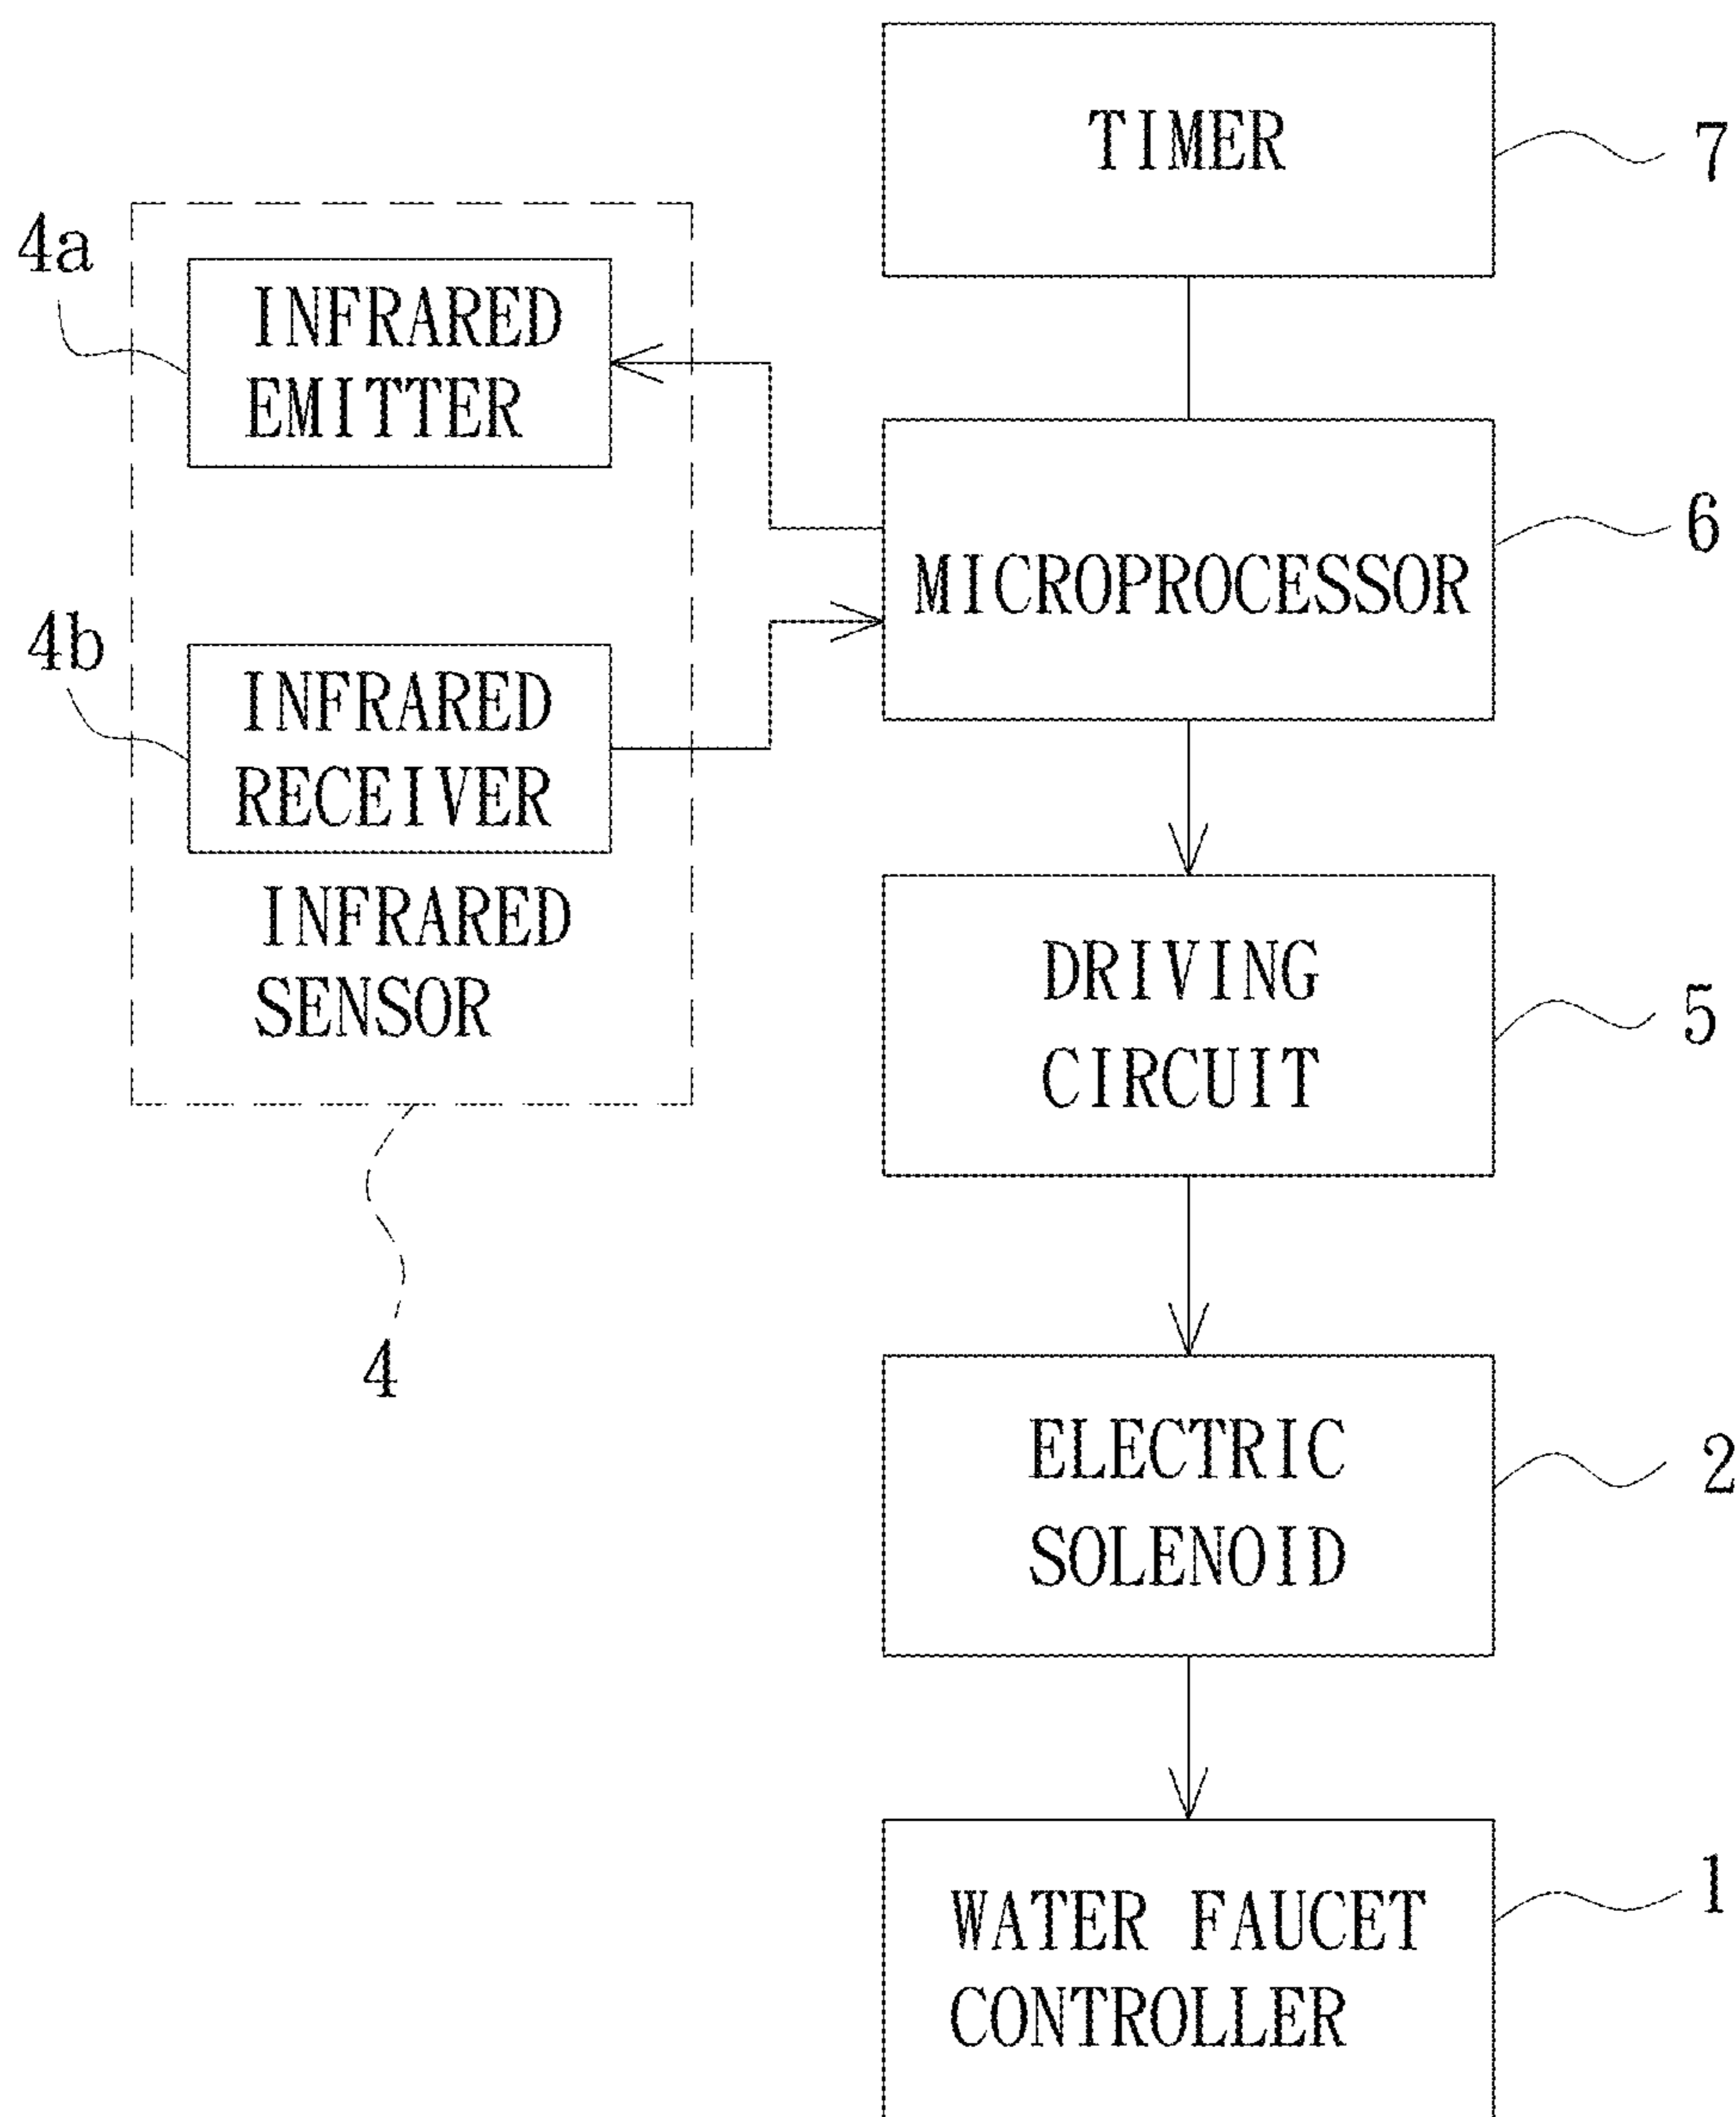 TIMER
7
4a
INFRARED
EMITTER
6
MICROPROCESSOR
4b
INFRARED
RECEIVER
INFRARED
SENSOR
DRIVING
CIRCUIT
5
4
ELECTRIC
SOLENOID
2
WATER FAUCET
CONTROLLER
1